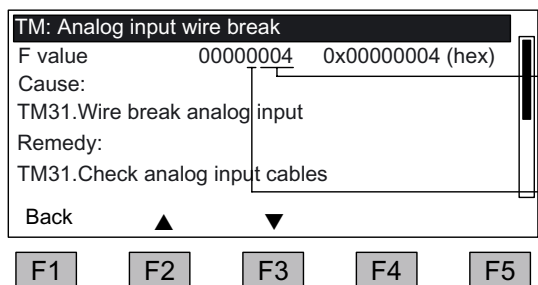 TM: Analog input wire break
F value 00000004 0x00000004 (hex)
Cause:
TM31.Wire break analog input
Remedy:
TM31.Check analog input cables
Back ▲ ▼
F1 F2 F3 F4 F5